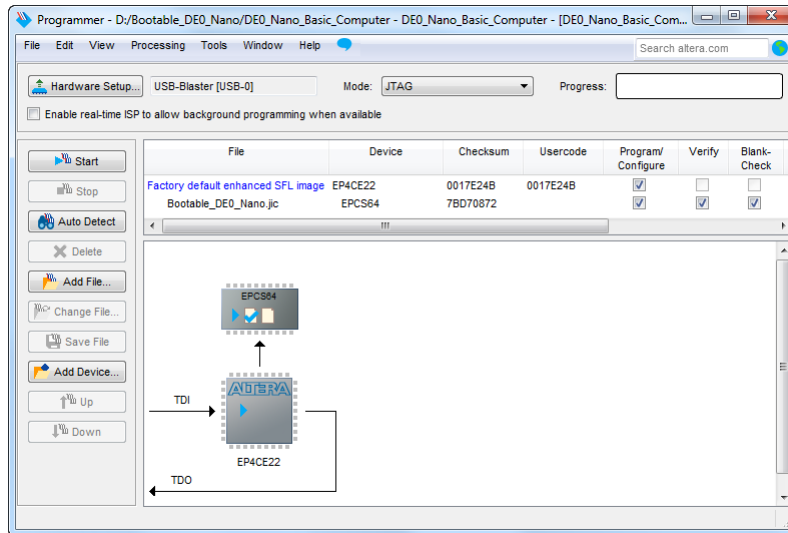 Programmer - D:/Bootable_DE0_Nano/DE0_Nano_Basic_Computer - DE0_Nano_Basic_Computer - [DE0_Nano_Basic_Com...
File Edit View Processing Tools Window Help
Search altera.com
Hardware Setup... USB-Blaster [USB-0] Mode: JTAG Progress:
Enable real-time ISP to allow background programming when available
Start
Stop
Auto Detect
Delete
Add File...
Change File...
Save File
Add Device...
Up
Down
File Device Checksum Usercode Program/ Verify Blank-
Configure Check
Factory default enhanced SFL image EP4CE22 0017E24B 0017E24B
Bootable_DE0_Nano.jic EPCS64 7BD70872
EPCS64
ALTERA
TDI
EP4CE22
TDO